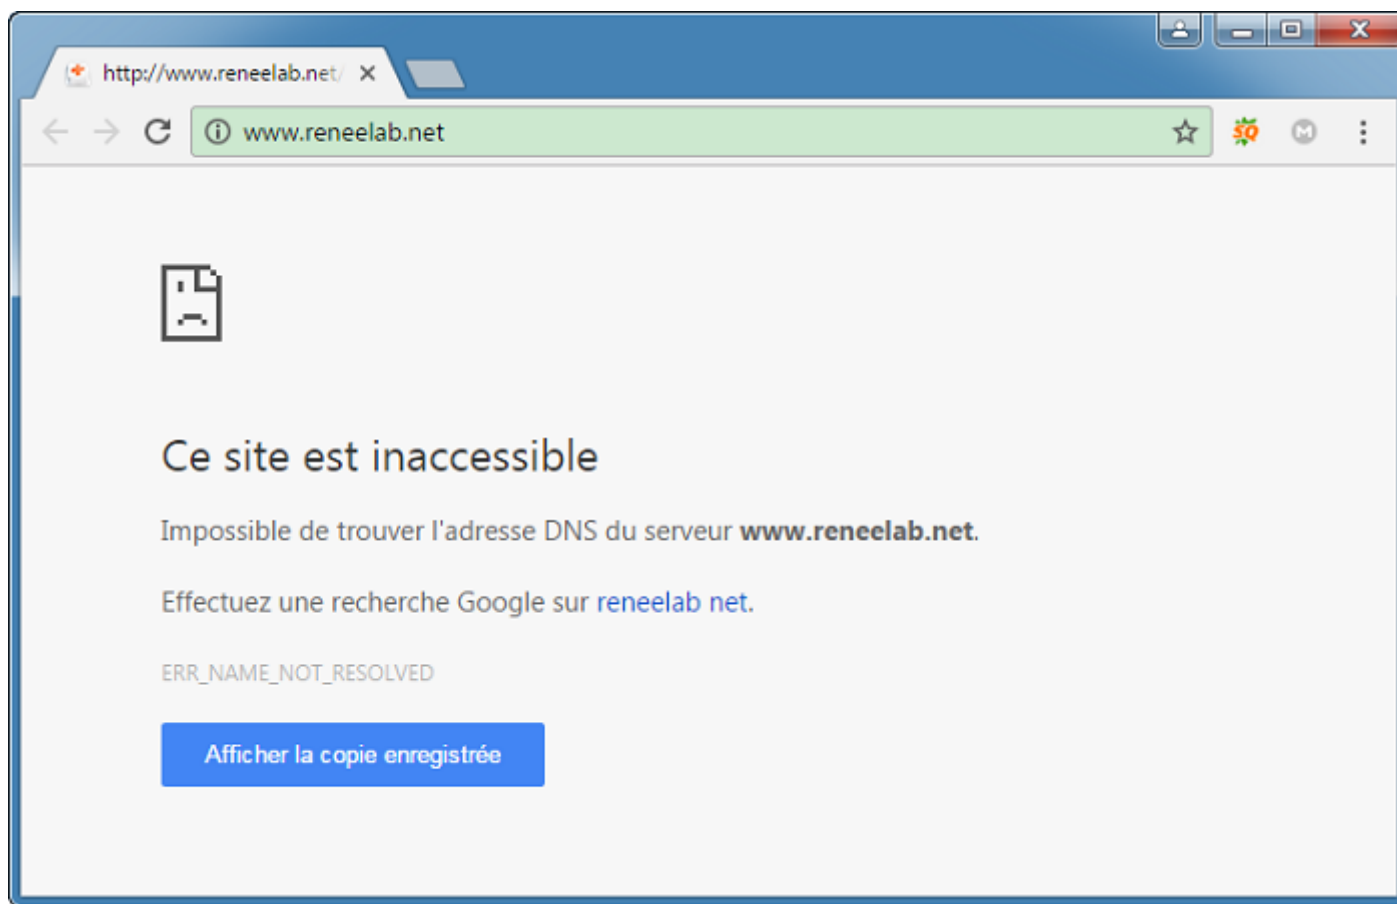 http://www.reneelab.net/
www.reneelab.net
SQ
M
Ce site est inaccessible
Impossible de trouver l'adresse DNS du serveur www.reneelab.net.
Effectuez une recherche Google sur reneelab net.
ERR_NAME_NOT_RESOLVED
Afficher la copie enregistrée